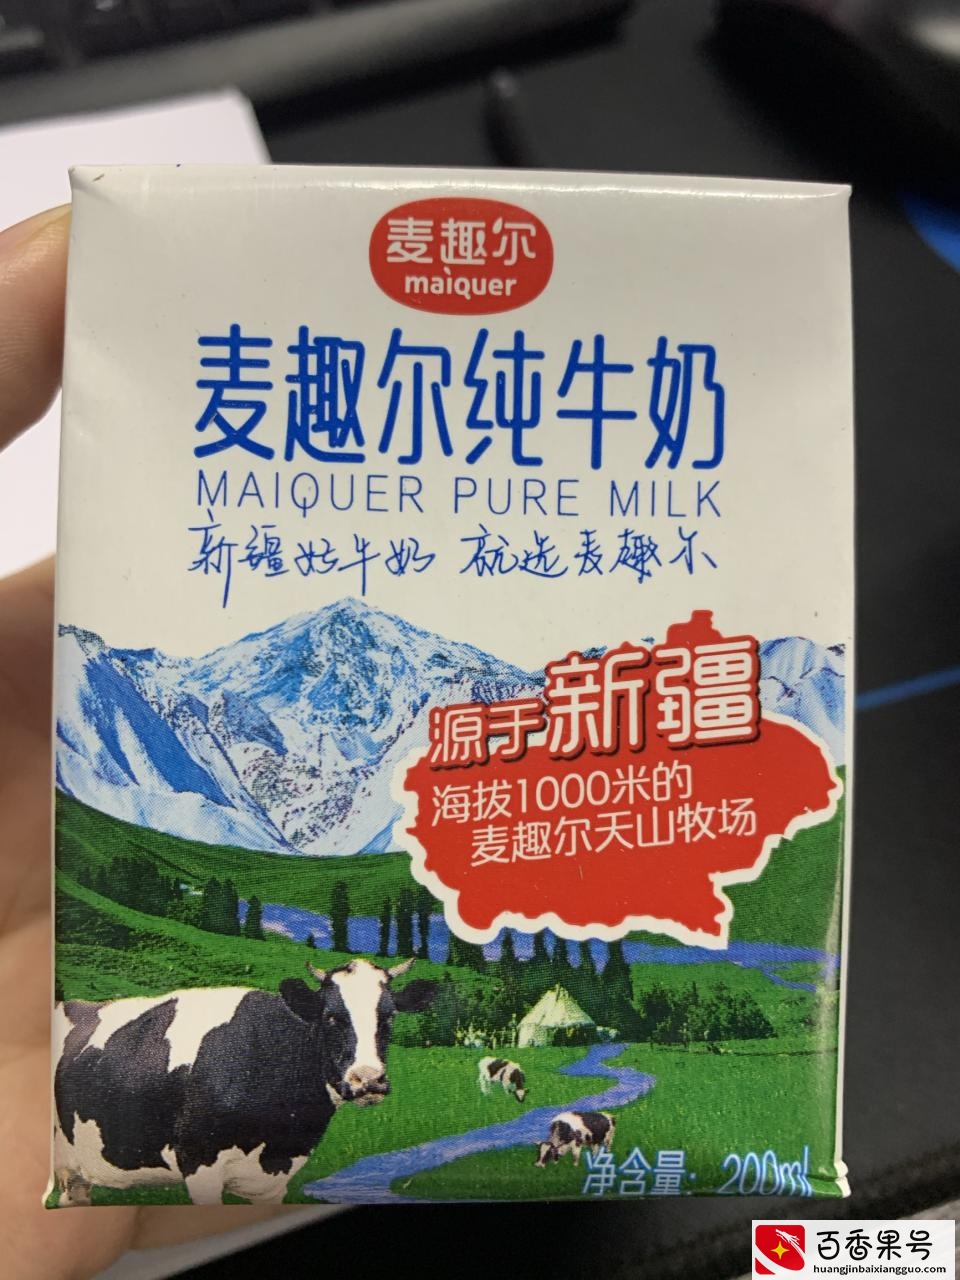 麦趣尔
maiquer
麦趣尔纯牛奶
MAIQUER PURE MILK
新疆好牛奶 就选麦趣尔
源于新疆
海拔1000米的
麦趣尔天山牧场
净含量: 200ml
百香果号
huangjinbaixiangguo.com